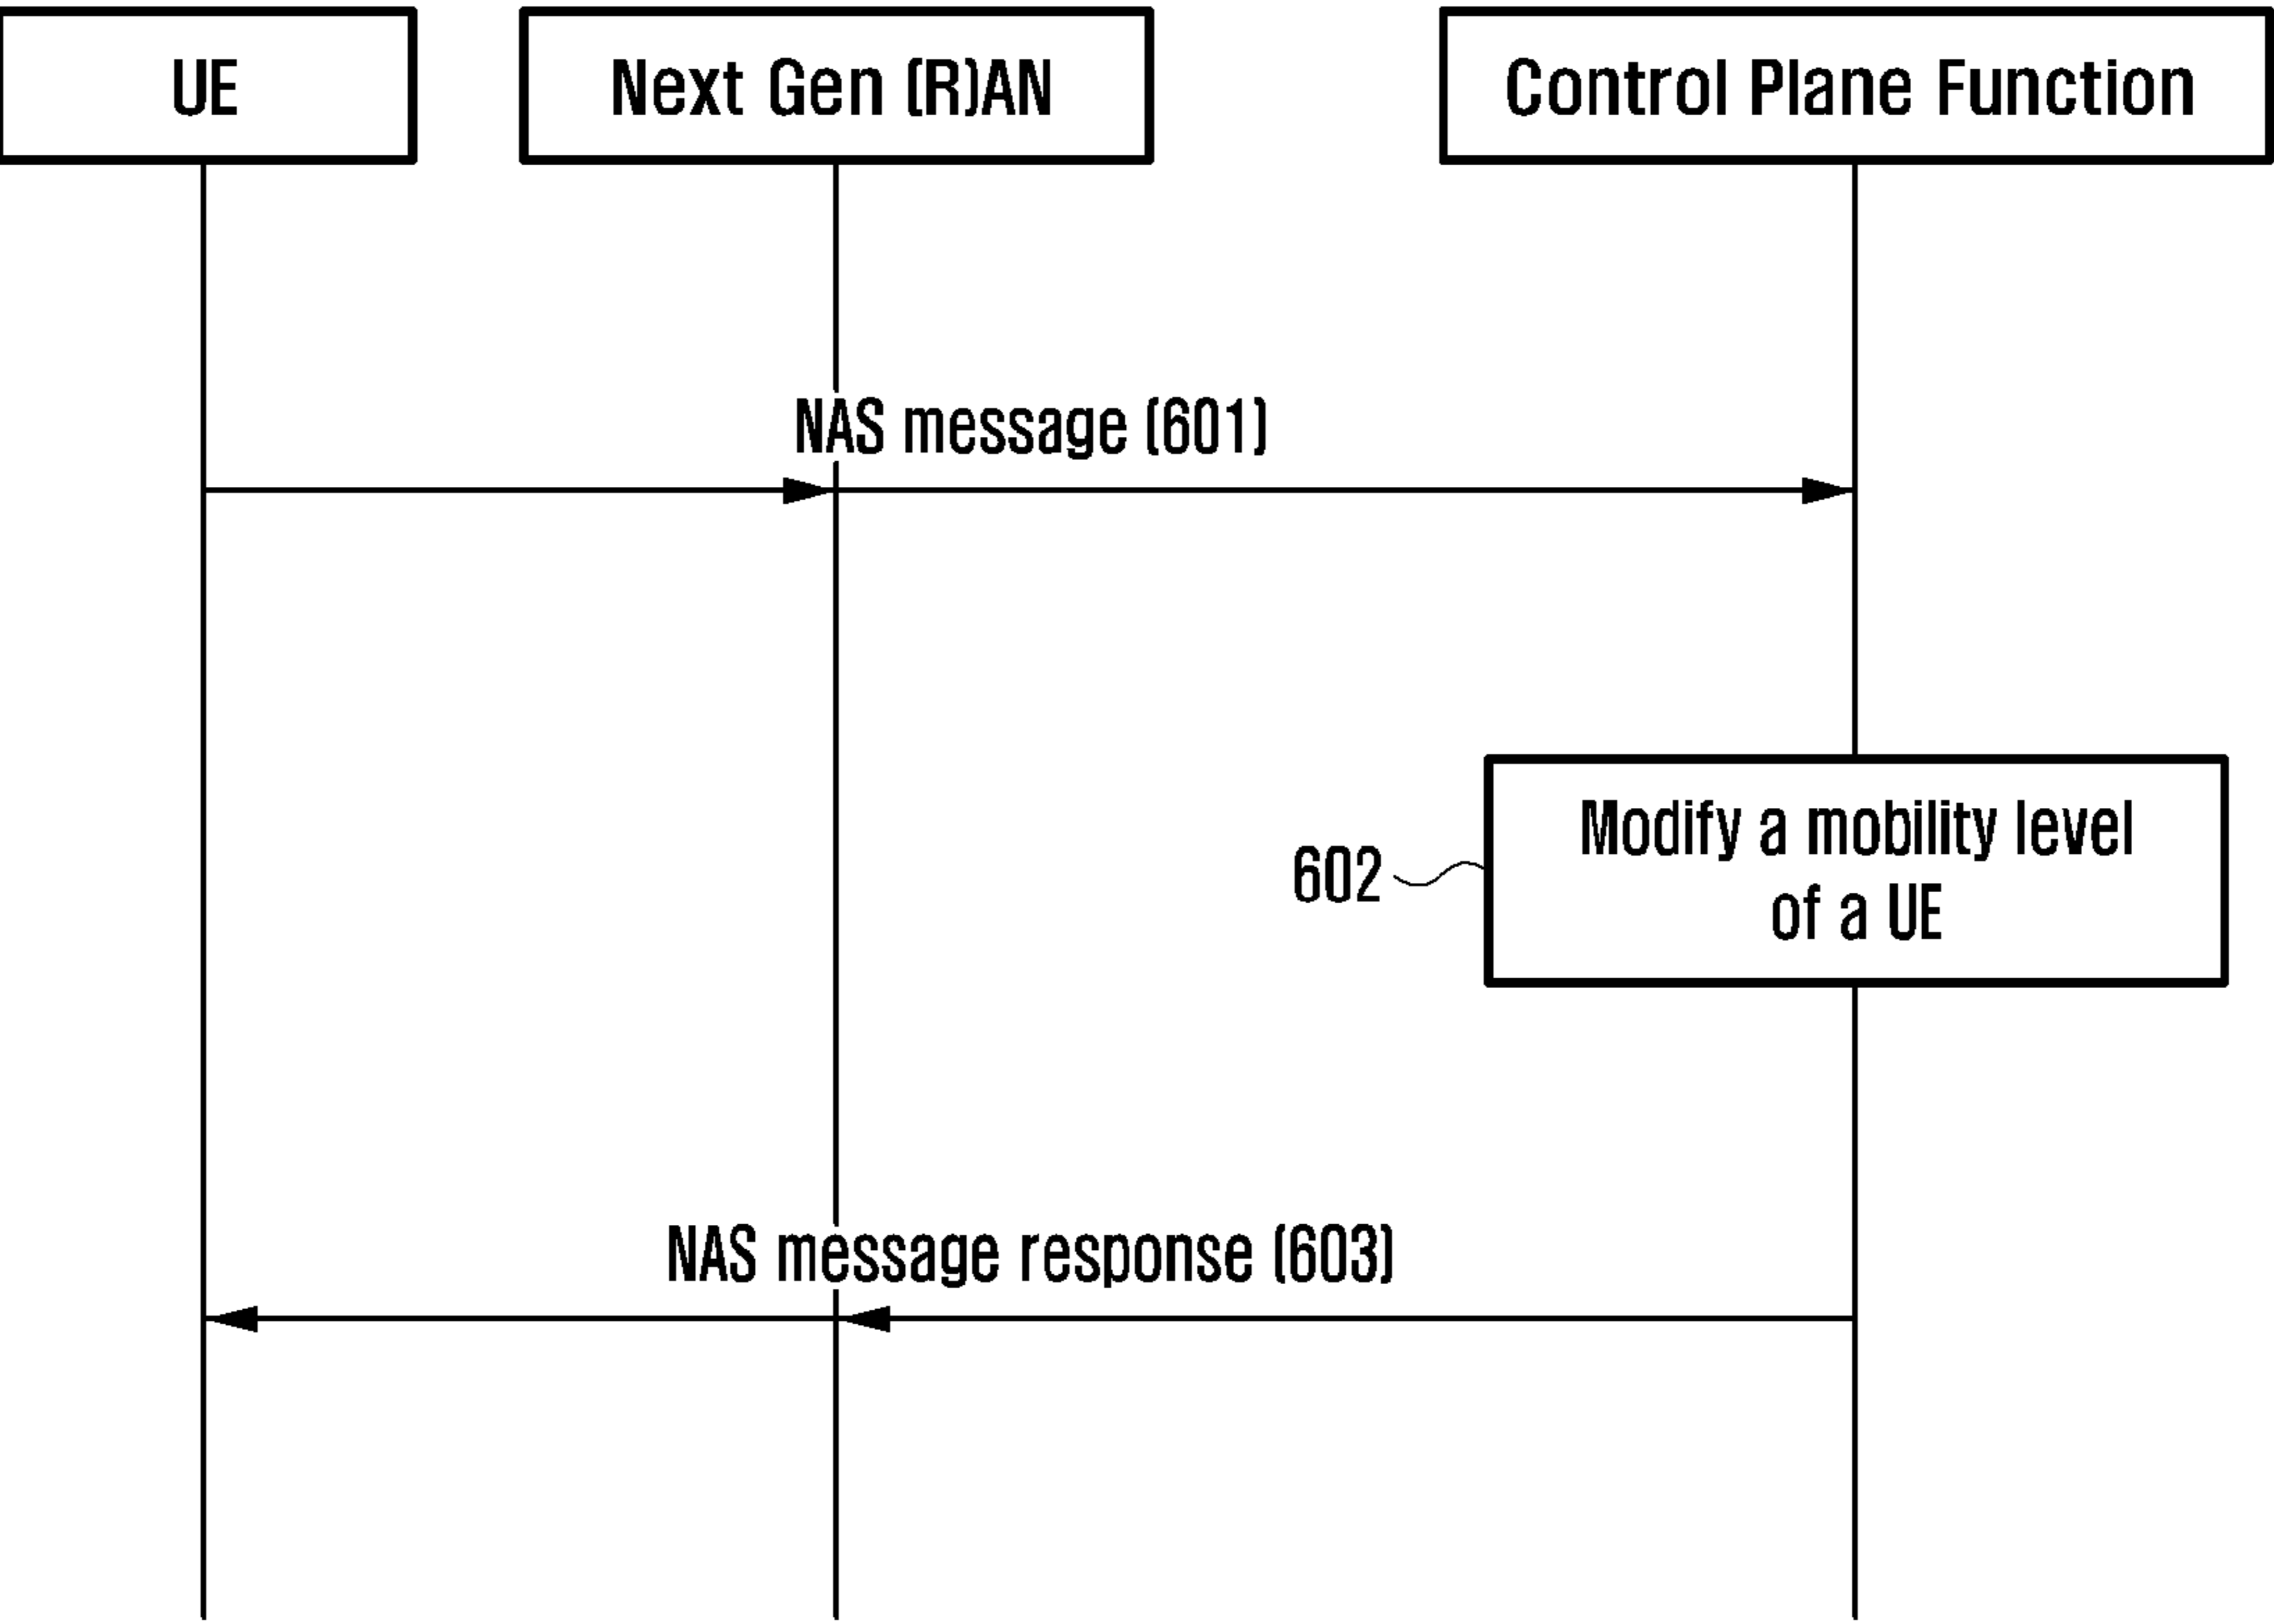 UE
Next Gen (R)AN
Control Plane Function
NAS message (601)
Modify a mobility level
of a UE
602
NAS message response (603)